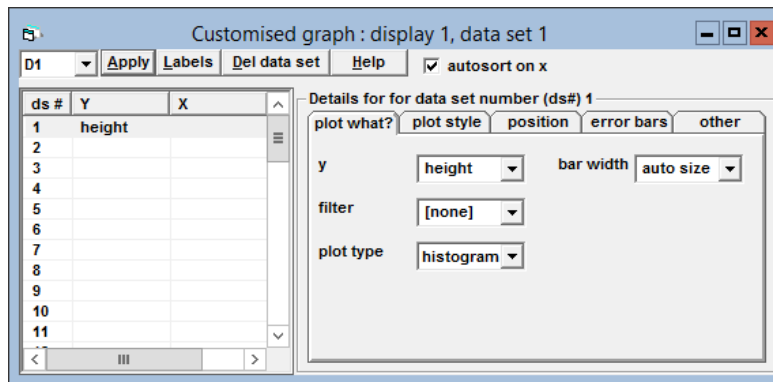 Customised graph : display 1, data set 1
D1 Apply Labels Del data set Help autosort on x
ds # Y X
1 height
2
3
4
5
6
7
8
9
10
11
Details for for data set number (ds#) 1
plot what? plot style position error bars other
y height bar width auto size
filter [none]
plot type histogram